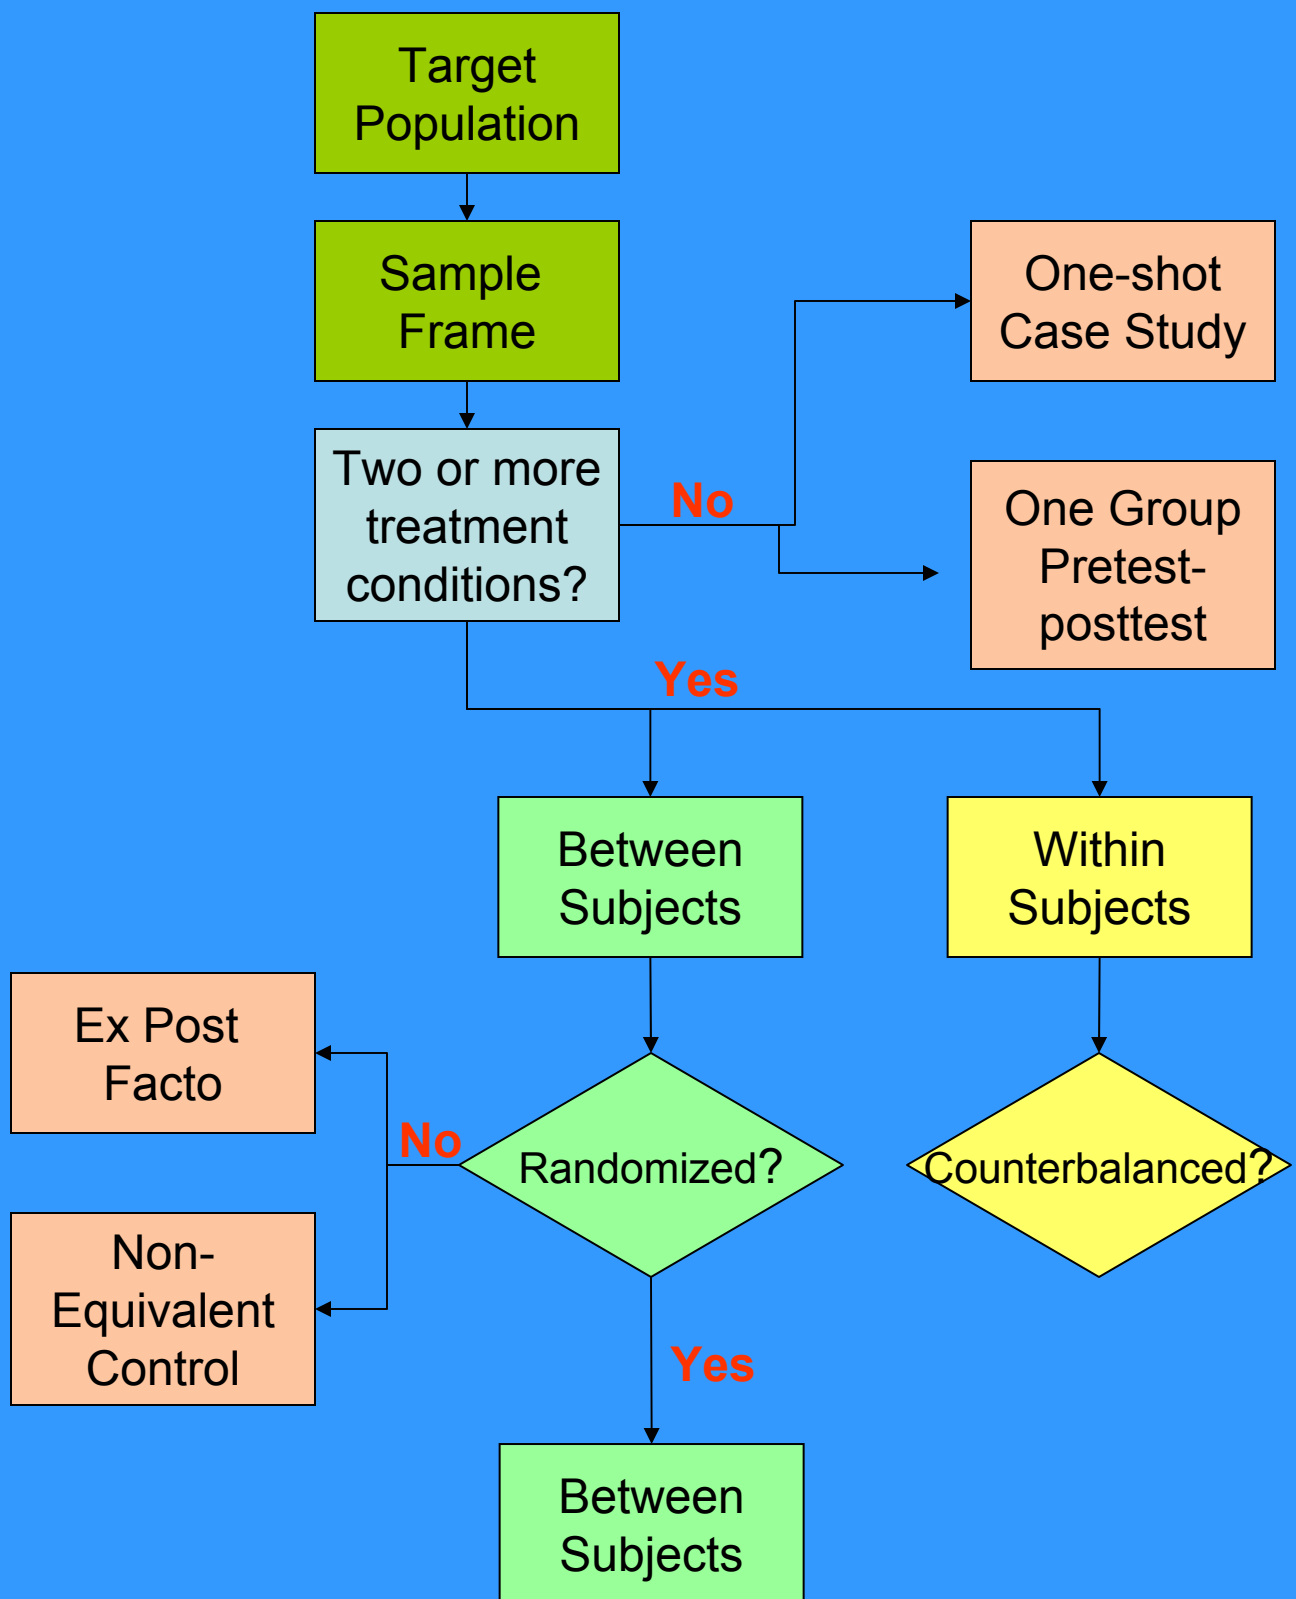 Target
Population
Sample
Frame
One-shot
Case Study
Two or more
treatment
conditions?
No
One Group
Pretest-
posttest
Yes
Between
Subjects
Within
Subjects
Ex Post
Facto
No
Randomized?
Counterbalanced?
Non-
Equivalent
Control
Yes
Between
Subjects